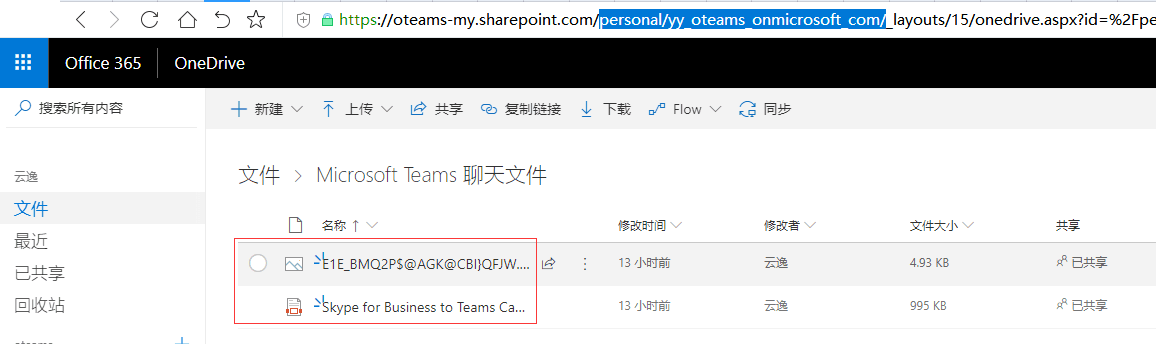 https://oteams-my.sharepoint.com/personal/yy_oteams_onmicrosoft_com/_layouts/15/onedrive.aspx?id=%2Fpe
Office 365 OneDrive
搜索所有内容
新建 上传 共享 复制链接 下载 Flow 同步
云逸
文件
最近
已共享
回收站
oteams
文件 > Microsoft Teams 聊天文件
名称 ↑ 修改时间 修改者 文件大小 共享
E1E_BMQ2P$@AGK@CBI}QFJW.... 13 小时前 云逸 4.93 KB 已共享
Skype for Business to Teams Ca... 13 小时前 云逸 995 KB 已共享